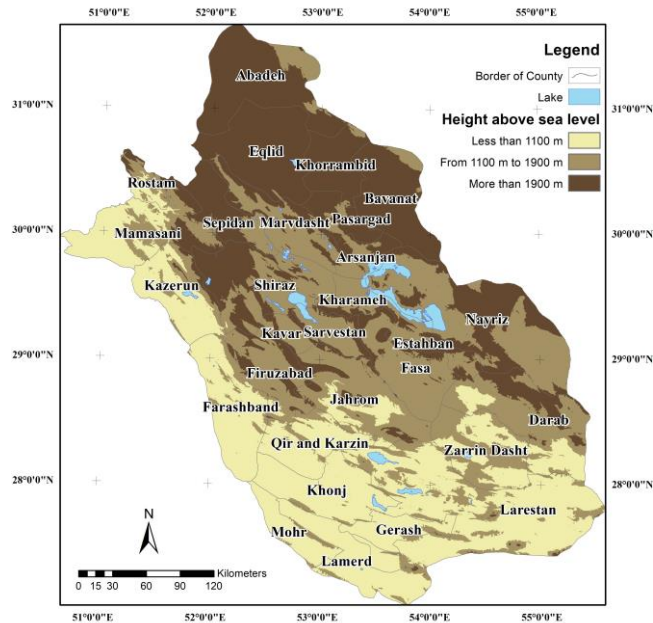 51°0'0"E 52°0'0"E 53°0'0"E 54°0'0"E 55°0'0"E
Legend
Border of County
Lake
Height above sea level
Less than 1100 m
From 1100 m to 1900 m
More than 1900 m
31°0'0"N 31°0'0"N
30°0'0"N 30°0'0"N
29°0'0"N 29°0'0"N
28°0'0"N 28°0'0"N
Abadeh
Eqlid
Khorrambid
Rostam
Bavanat
Sepidan Marvdasht Pasargad
Mamasani
Arsanjan
Kazerun Shiraz
Kharameh
Nayriz
Kavar Sarvestan
Estahban
Firuzabad Fasa
Farashband Jahrom
Darab
Qir and Karzin Zarrin Dasht
Khonj
Larestan
Mohr Gerash
Lamerd
N
Kilometers
0 15 30 60 90 120
51°0'0"E 52°0'0"E 53°0'0"E 54°0'0"E 55°0'0"E